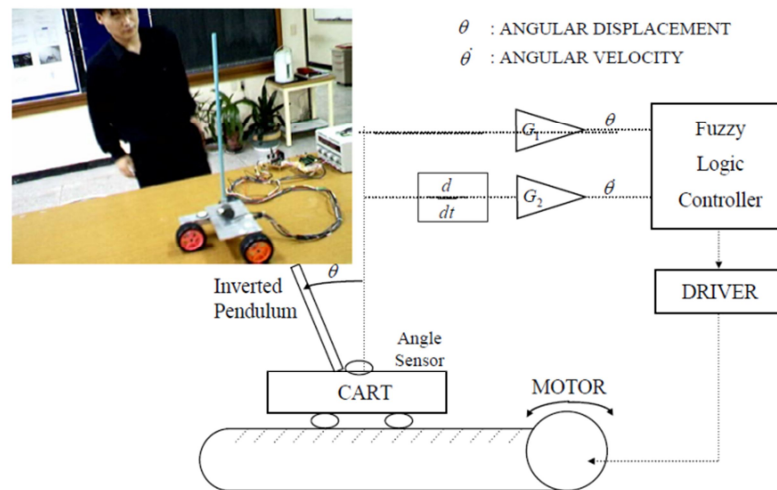 θ : ANGULAR DISPLACEMENT
θ̇ : ANGULAR VELOCITY
G₁
θ
d
dt
G₂
θ̇
Fuzzy
Logic
Controller
DRIVER
θ
Inverted
Pendulum
Angle
Sensor
CART
MOTOR